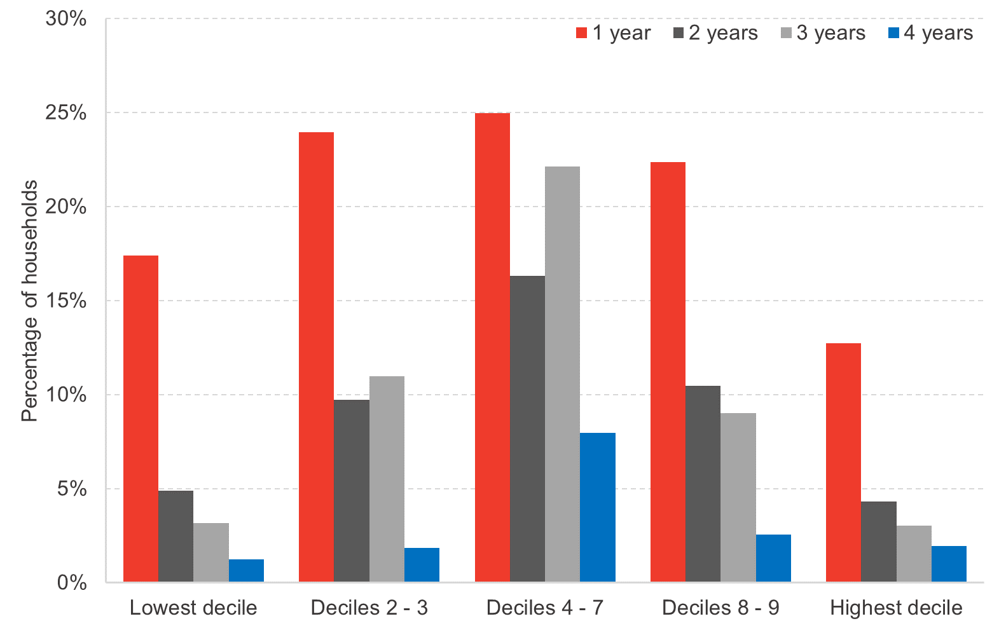 30%
1 year 2 years 3 years 4 years
25%
20%
15%
10%
5%
0%
Percentage of households
Lowest decile Deciles 2 - 3 Deciles 4 - 7 Deciles 8 - 9 Highest decile